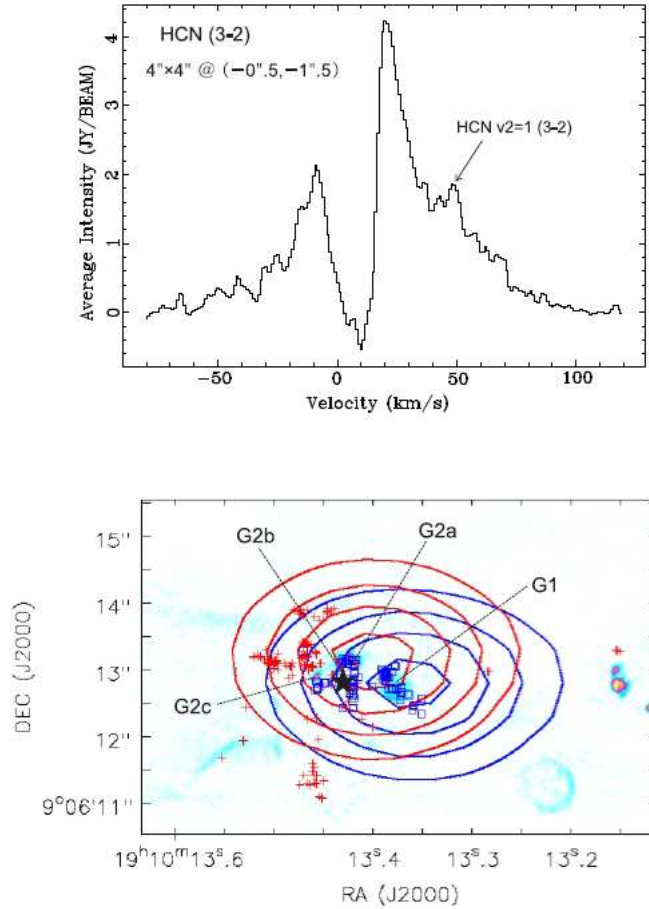 HCN (3-2)
4"×4" @ (−0".5,−1".5)
HCN v2=1 (3-2)
Average Intensity (JY/BEAM)
4
3
2
1
0
−50
0
50
100
Velocity (km/s)
G2b
G2a
G1
G2c
15"
14"
13"
12"
9°06'11"
DEC (J2000)
19ʰ10ᵐ13ˢ.6
13ˢ.4
13ˢ.3
13ˢ.2
RA (J2000)